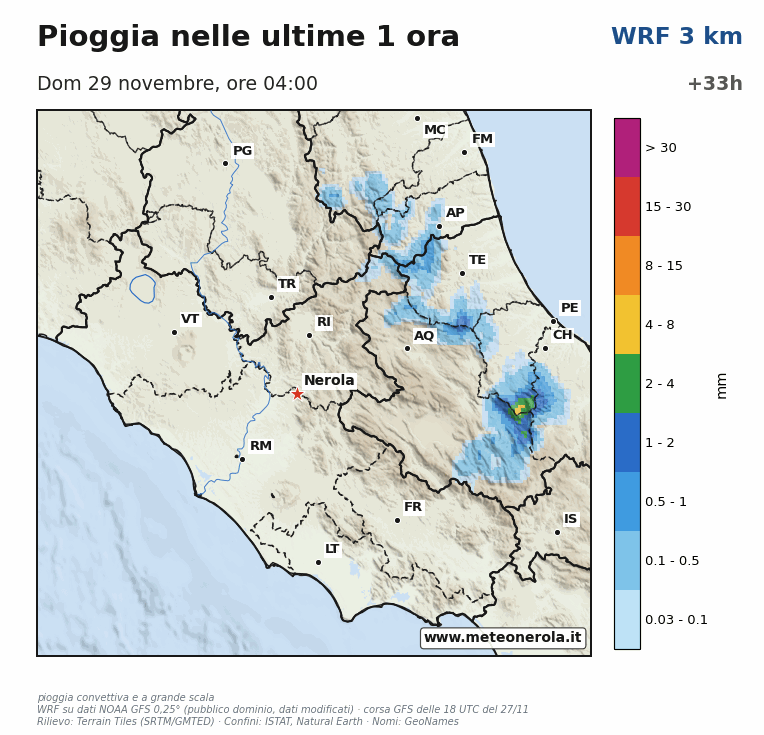 Pioggia nelle ultime 1 ora
WRF 3 km
Dom 29 novembre, ore 04:00
+33h
MC
FM
PG
AP
TE
TR
PE
VT
RI
AQ
CH
Nerola
RM
FR
IS
LT
www.meteonerola.it
> 30
15 - 30
8 - 15
4 - 8
2 - 4
1 - 2
0.5 - 1
0.1 - 0.5
0.03 - 0.1
mm
pioggia convettiva e a grande scala
WRF su dati NOAA GFS 0,25° (pubblico dominio, dati modificati) · corsa GFS delle 18 UTC del 27/11
Rilievo: Terrain Tiles (SRTM/GMTED) · Confini: ISTAT, Natural Earth · Nomi: GeoNames